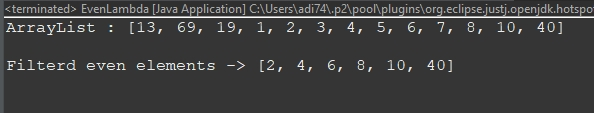 <terminated> EvenLambda [Java Application] C:\Users\adi74\.p2\pool\plugins\org.eclipse.justj.openjdk.hotspo
ArrayList : [13, 69, 19, 1, 2, 3, 4, 5, 6, 7, 8, 10, 40]
Filterd even elements -> [2, 4, 6, 8, 10, 40]